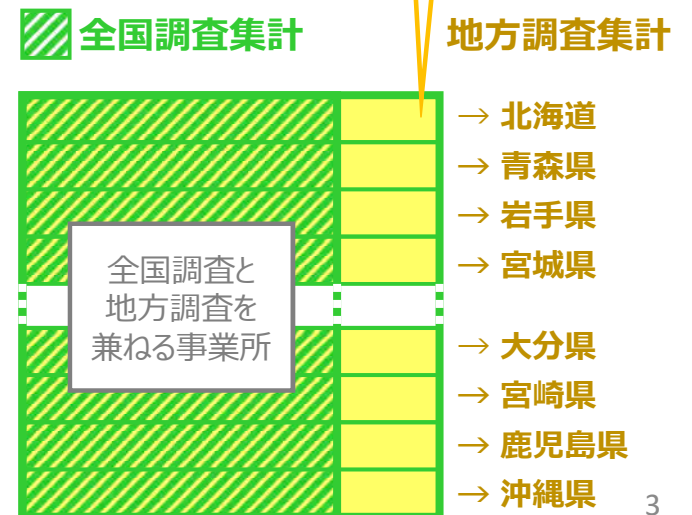 全国調査集計
地方調査集計
→ 北海道
→ 青森県
→ 岩手県
→ 宮城県
全国調査と
地方調査を
兼ねる事業所
→ 大分県
→ 宮崎県
→ 鹿児島県
→ 沖縄県
3